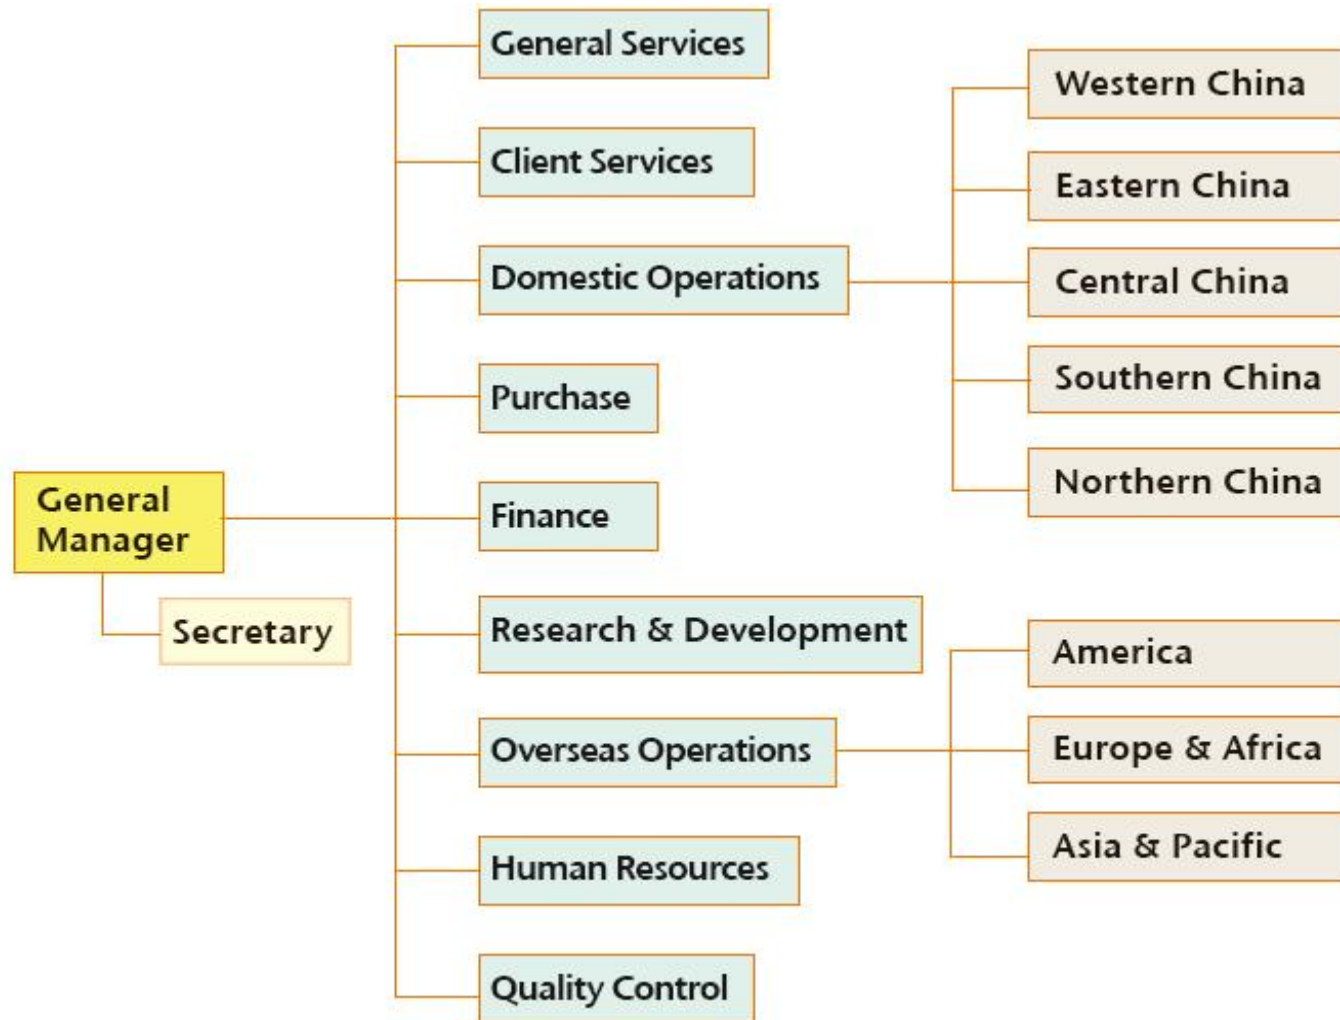 General Services
Client Services
Domestic Operations
Purchase
Finance
Research & Development
Overseas Operations
Human Resources
Quality Control
General
Manager
Secretary
Western China
Eastern China
Central China
Southern China
Northern China
America
Europe & Africa
Asia & Pacific